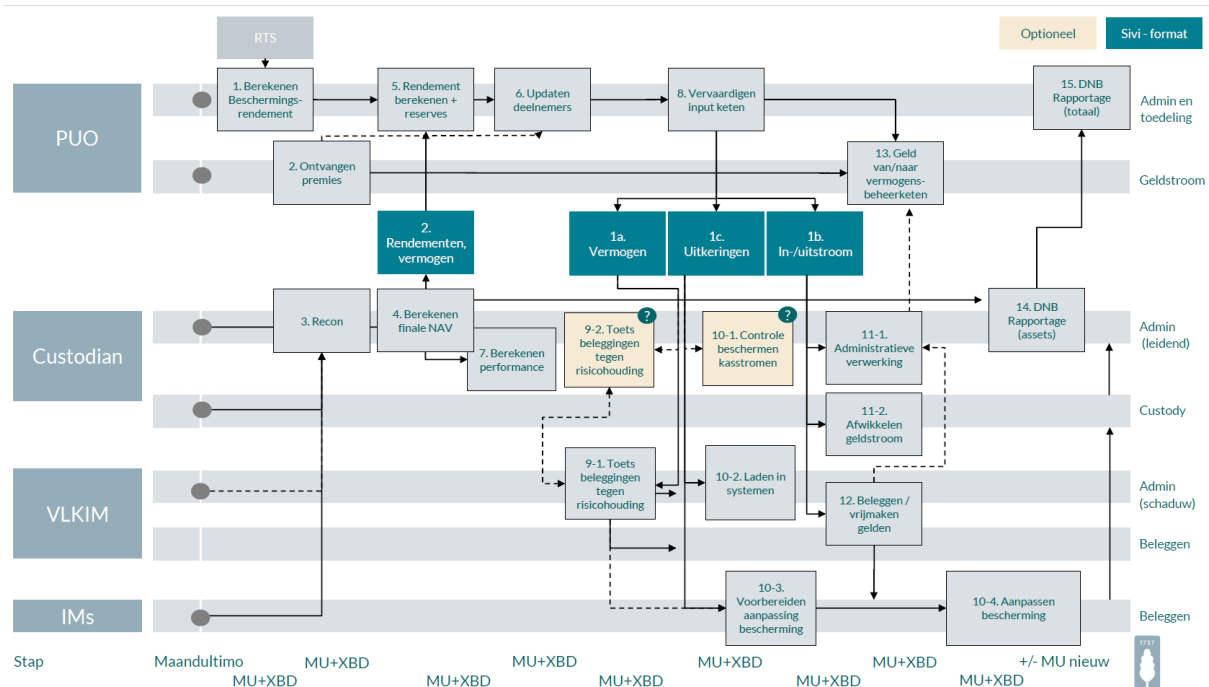 RTS
Optioneel
Sivi - format
PUO
1. Berekenen
Beschermings-
rendement
5. Rendement
berekenen +
reserves
6. Updaten
deelnemers
8. Vervaardigen
input keten
15. DNB
Rapportage
(totaal)
Admin en
toedeling
2. Ontvangen
premies
13. Geld
van/naar
vermogens-
beheerketen
Geldstroom
2.
Rendementen,
vermogen
1a.
Vermogen
1c.
Uitkeringen
1b.
In-/uitstroom
Custodian
3. Recon
4. Berekenen
finale NAV
7. Berekenen
performance
9-2. Toets
beleggingen
tegen
risicohouding
?
10-1. Controle
beschermen
kasstromen
?
11-1.
Administratieve
verwerking
14. DNB
Rapportage
(assets)
Admin
(leidend)
11-2.
Afwikkelen
geldstroom
Custody
VLKIM
9-1. Toets
beleggingen
tegen
risicohouding
10-2. Laden in
systemen
12. Beleggen /
vrijmaken
gelden
Admin
(schaduw)
Beleggen
IMs
10-3.
Voorbereiden
aanpassing
bescherming
10-4. Aanpassen
bescherming
Beleggen
Stap
Maandultimo
MU+XBD
MU+XBD
MU+XBD
MU+XBD
MU+XBD
MU+XBD
MU+XBD
MU+XBD
MU+XBD
+/- MU nieuw
1737